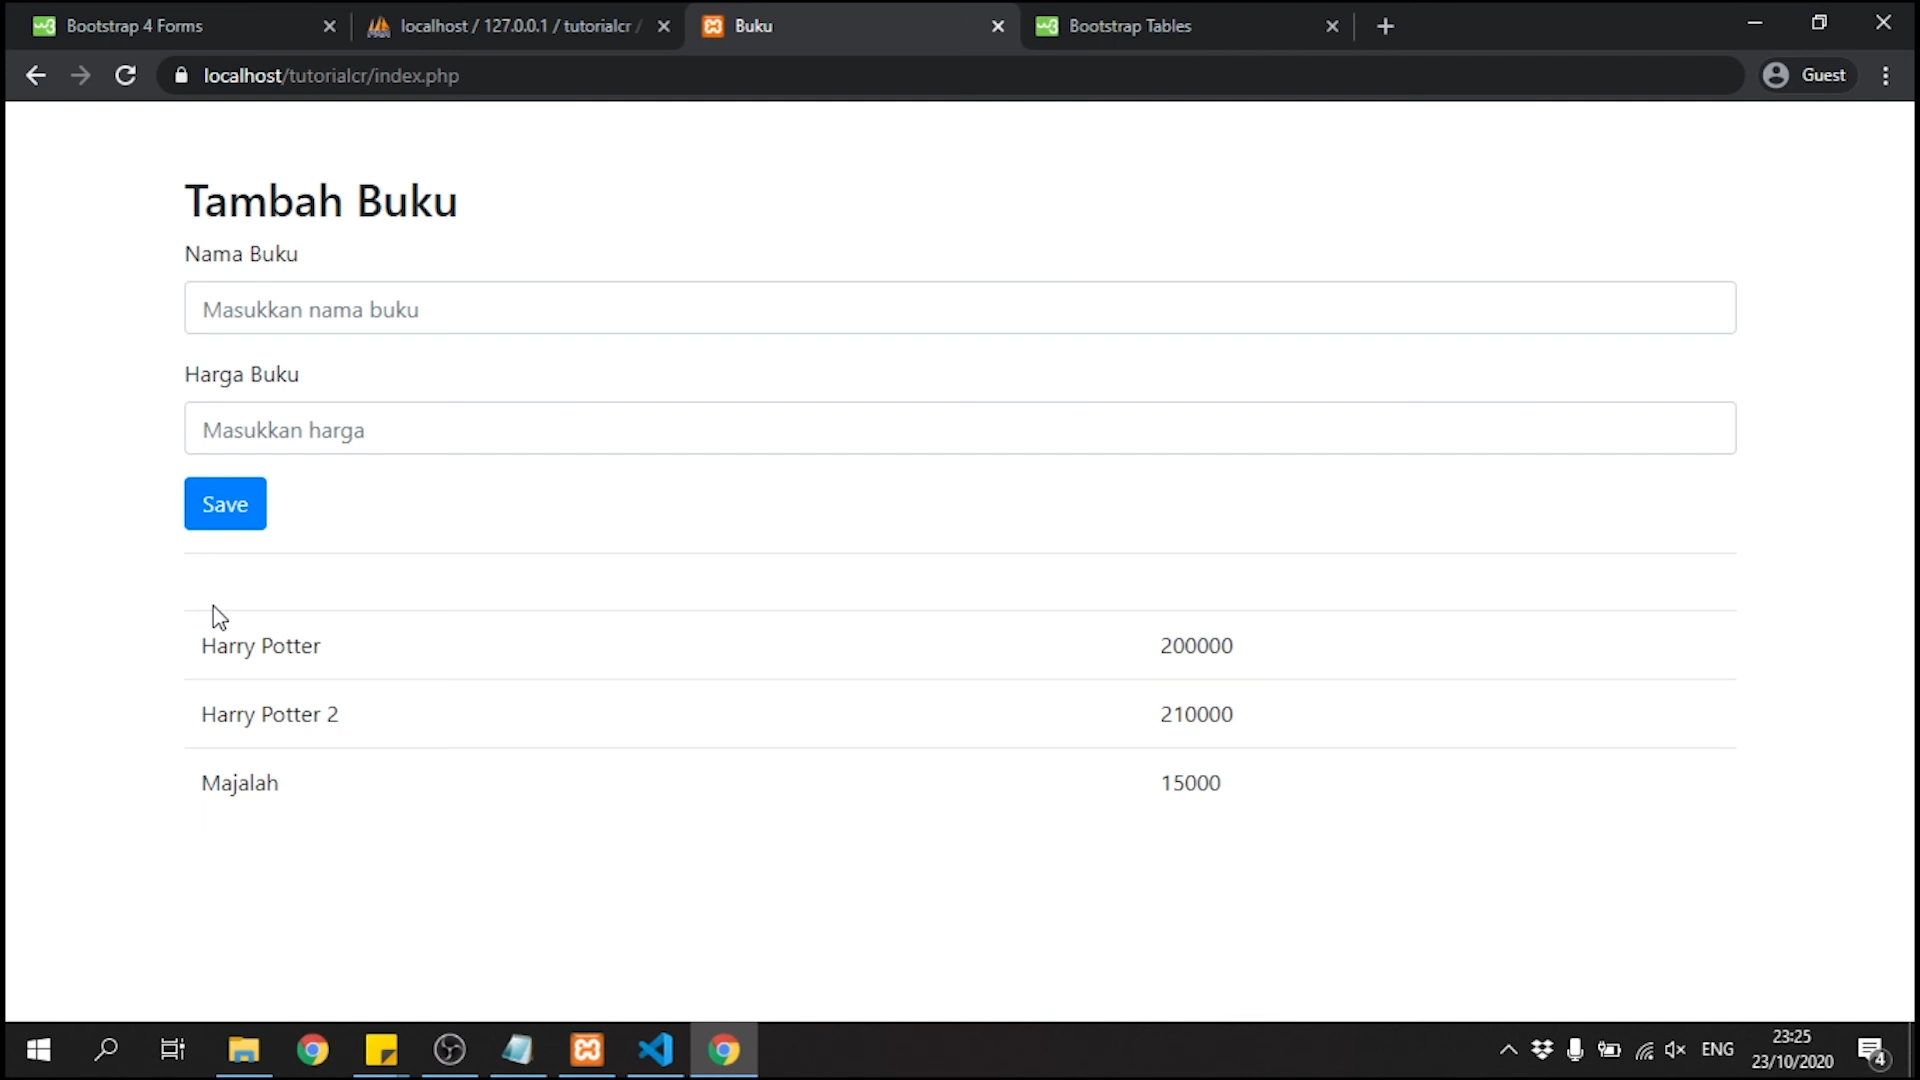 Bootstrap 4 Forms
localhost / 127.0.0.1 / tutorialcr /
Buku
Bootstrap Tables
localhost/tutorialcr/index.php
Guest
Tambah Buku
Nama Buku
Masukkan nama buku
Harga Buku
Masukkan harga
Save
Harry Potter 200000
Harry Potter 2 210000
Majalah 15000
ENG
23:25
23/10/2020
4